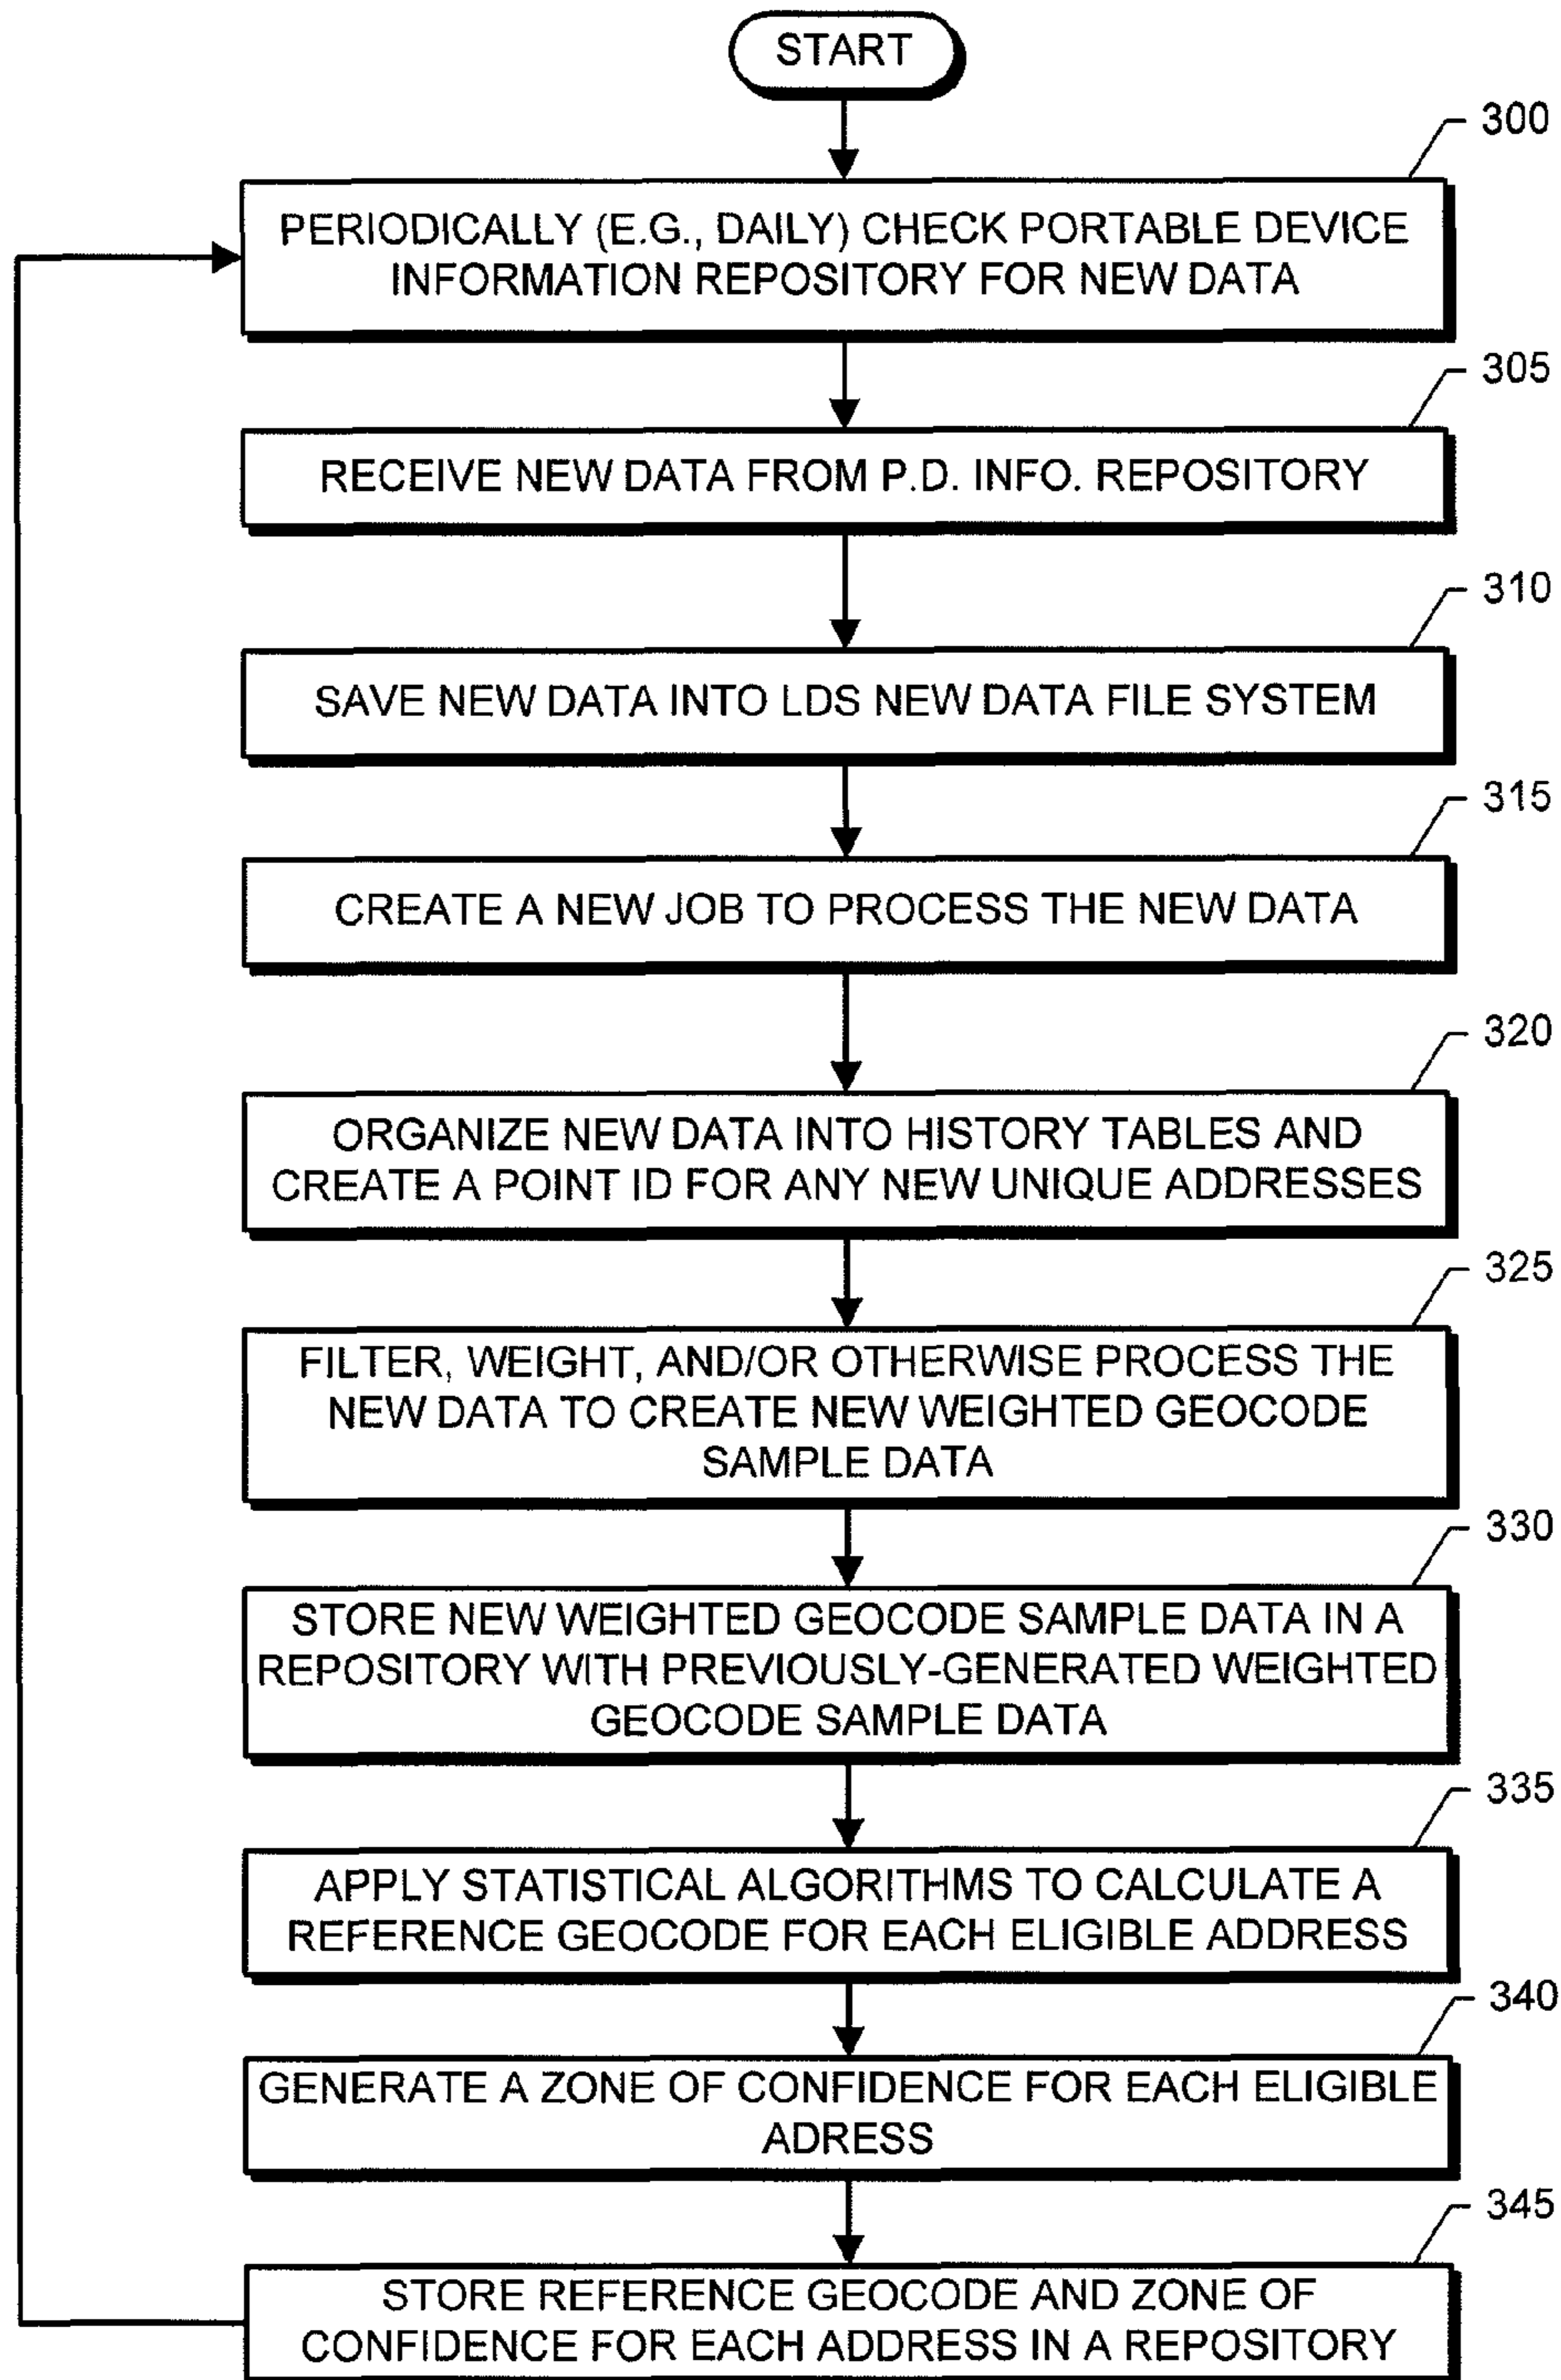 START
300
PERIODICALLY (E.G., DAILY) CHECK PORTABLE DEVICE
INFORMATION REPOSITORY FOR NEW DATA
305
RECEIVE NEW DATA FROM P.D. INFO. REPOSITORY
310
SAVE NEW DATA INTO LDS NEW DATA FILE SYSTEM
315
CREATE A NEW JOB TO PROCESS THE NEW DATA
320
ORGANIZE NEW DATA INTO HISTORY TABLES AND
CREATE A POINT ID FOR ANY NEW UNIQUE ADDRESSES
325
FILTER, WEIGHT, AND/OR OTHERWISE PROCESS THE
NEW DATA TO CREATE NEW WEIGHTED GEOCODE
SAMPLE DATA
330
STORE NEW WEIGHTED GEOCODE SAMPLE DATA IN A
REPOSITORY WITH PREVIOUSLY-GENERATED WEIGHTED
GEOCODE SAMPLE DATA
335
APPLY STATISTICAL ALGORITHMS TO CALCULATE A
REFERENCE GEOCODE FOR EACH ELIGIBLE ADDRESS
340
GENERATE A ZONE OF CONFIDENCE FOR EACH ELIGIBLE
ADRESS
345
STORE REFERENCE GEOCODE AND ZONE OF
CONFIDENCE FOR EACH ADDRESS IN A REPOSITORY